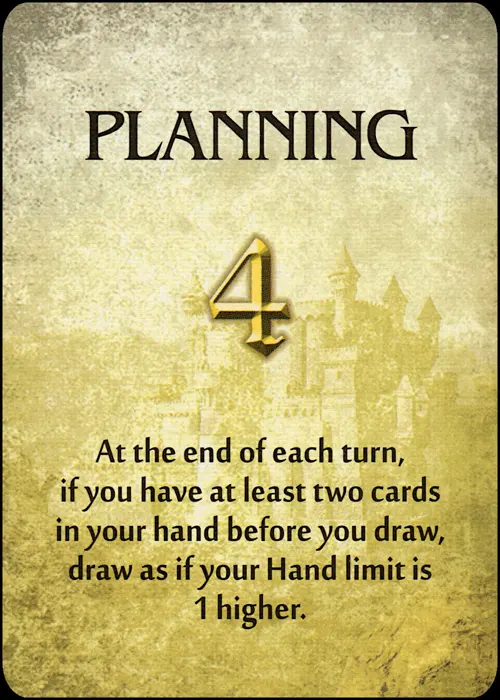 PLANNING
4
At the end of each turn,
if you have at least two cards
in your hand before you draw,
draw as if your Hand limit is
1 higher.